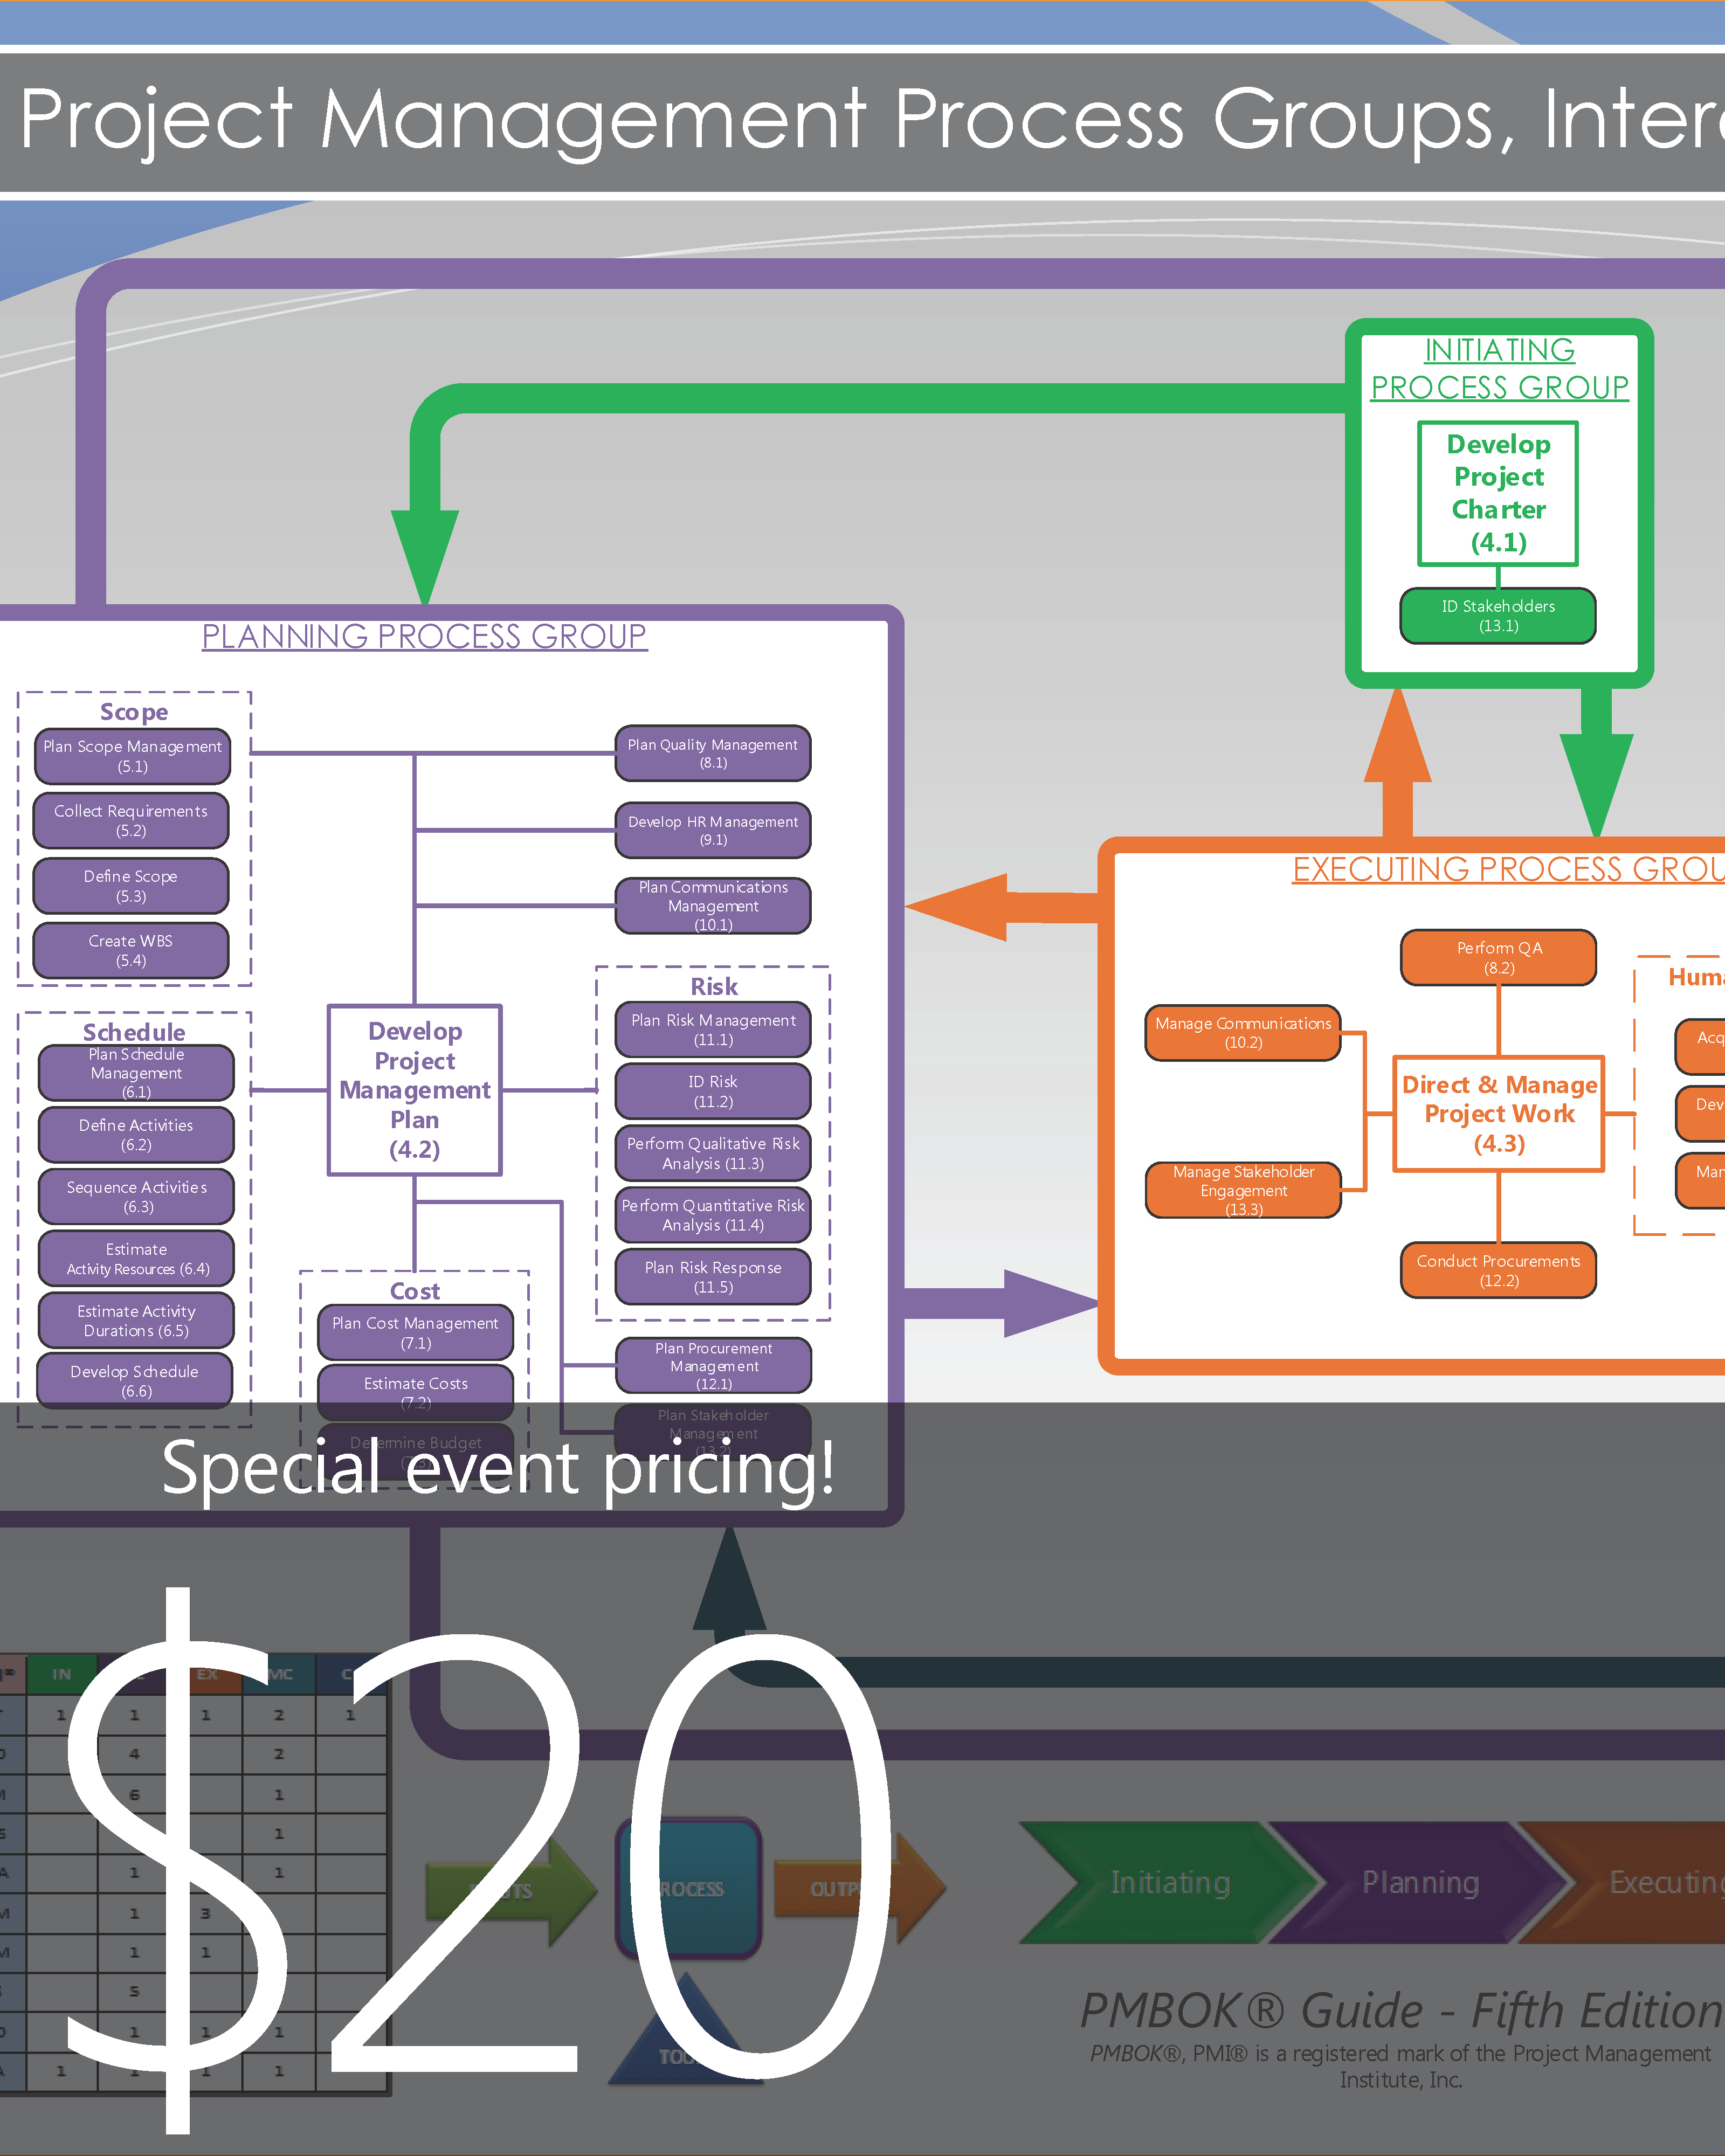 Project Management Process Groups,
INITIATING
PROCESS GROUP
Develop
Project
Charter
(4.1)
ID Stakeholders
(13.1)
PLANNING PROCESS GROUP
Scope
Plan Scope Management
(5.1)
Collect Requirements
(5.2)
Define Scope
(5.3)
Create WBS
(5.4)
Schedule
Plan Schedule
Management
(6.1)
Define Activities
(6.2)
Sequence Activities
(6.3)
Estimate
Activity Resources (6.4)
Estimate Activity
Durations (6.5)
Develop Schedule
(6.6)
Develop
Project
Management
Plan
(4.2)
Cost
Plan Cost Management
(7.1)
Estimate Costs
(7.2)
Determine Budget
Plan Quality Management
(8.1)
Develop HR Management
(9.1)
Plan Communications
Management
(10.1)
Risk
Plan Risk Management
(11.1)
ID Risk
(11.2)
Perform Qualitative Risk
Analysis (11.3)
Perform Quantitative Risk
Analysis (11.4)
Plan Risk Response
(11.5)
Plan Procurement
Management
(12.1)
Plan Stakeholder
Management
(13.2)
EXECUTING PROCESS GROU
Perform QA
(8.2)
Manage Communications
(10.2)
Manage Stakeholder
Engagement
(13.3)
Direct & Manage
Project Work
(4.3)
Conduct Procurements
(12.2)
Huma
Acq
Dev
Man
Special event pricing!
$20
IN EX MC
1 1 1 2 1
4 2
6 1
1
1 1
1 3
1 1
5
1 1 1
1 1 1 1
Initiating
Planning
Executing
PMBOK® Guide - Fifth Edition
PMBOK®, PMI® is a registered mark of the Project Management
Institute, Inc.